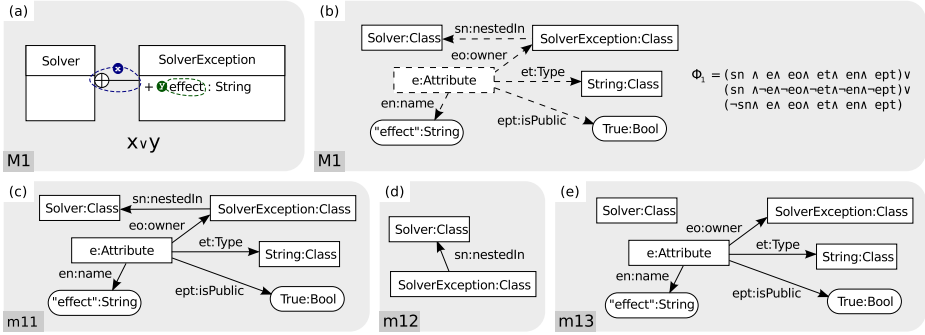 (a)
Solver
SolverException
x
+ y effect : String
x∨y
M1
(b)
sn:nestedIn
Solver:Class
SolverException:Class
eo:owner
e:Attribute
et:Type
String:Class
en:name
ept:isPublic
"effect":String
True:Bool
Φ1 =(sn ∧ e∧ eo∧ et∧ en∧ ept)∨
(sn ∧¬e∧¬eo∧¬et∧¬en∧¬ept)∨
(¬sn∧ e∧ eo∧ et∧ en∧ ept)
M1
(c)
sn:nestedIn
Solver:Class
SolverException:Class
eo:owner
e:Attribute
et:Type
String:Class
en:name
ept:isPublic
"effect":String
True:Bool
m11
(d)
Solver:Class
sn:nestedIn
SolverException:Class
m12
(e)
Solver:Class
SolverException:Class
eo:owner
e:Attribute
et:Type
String:Class
en:name
ept:isPublic
"effect":String
True:Bool
m13